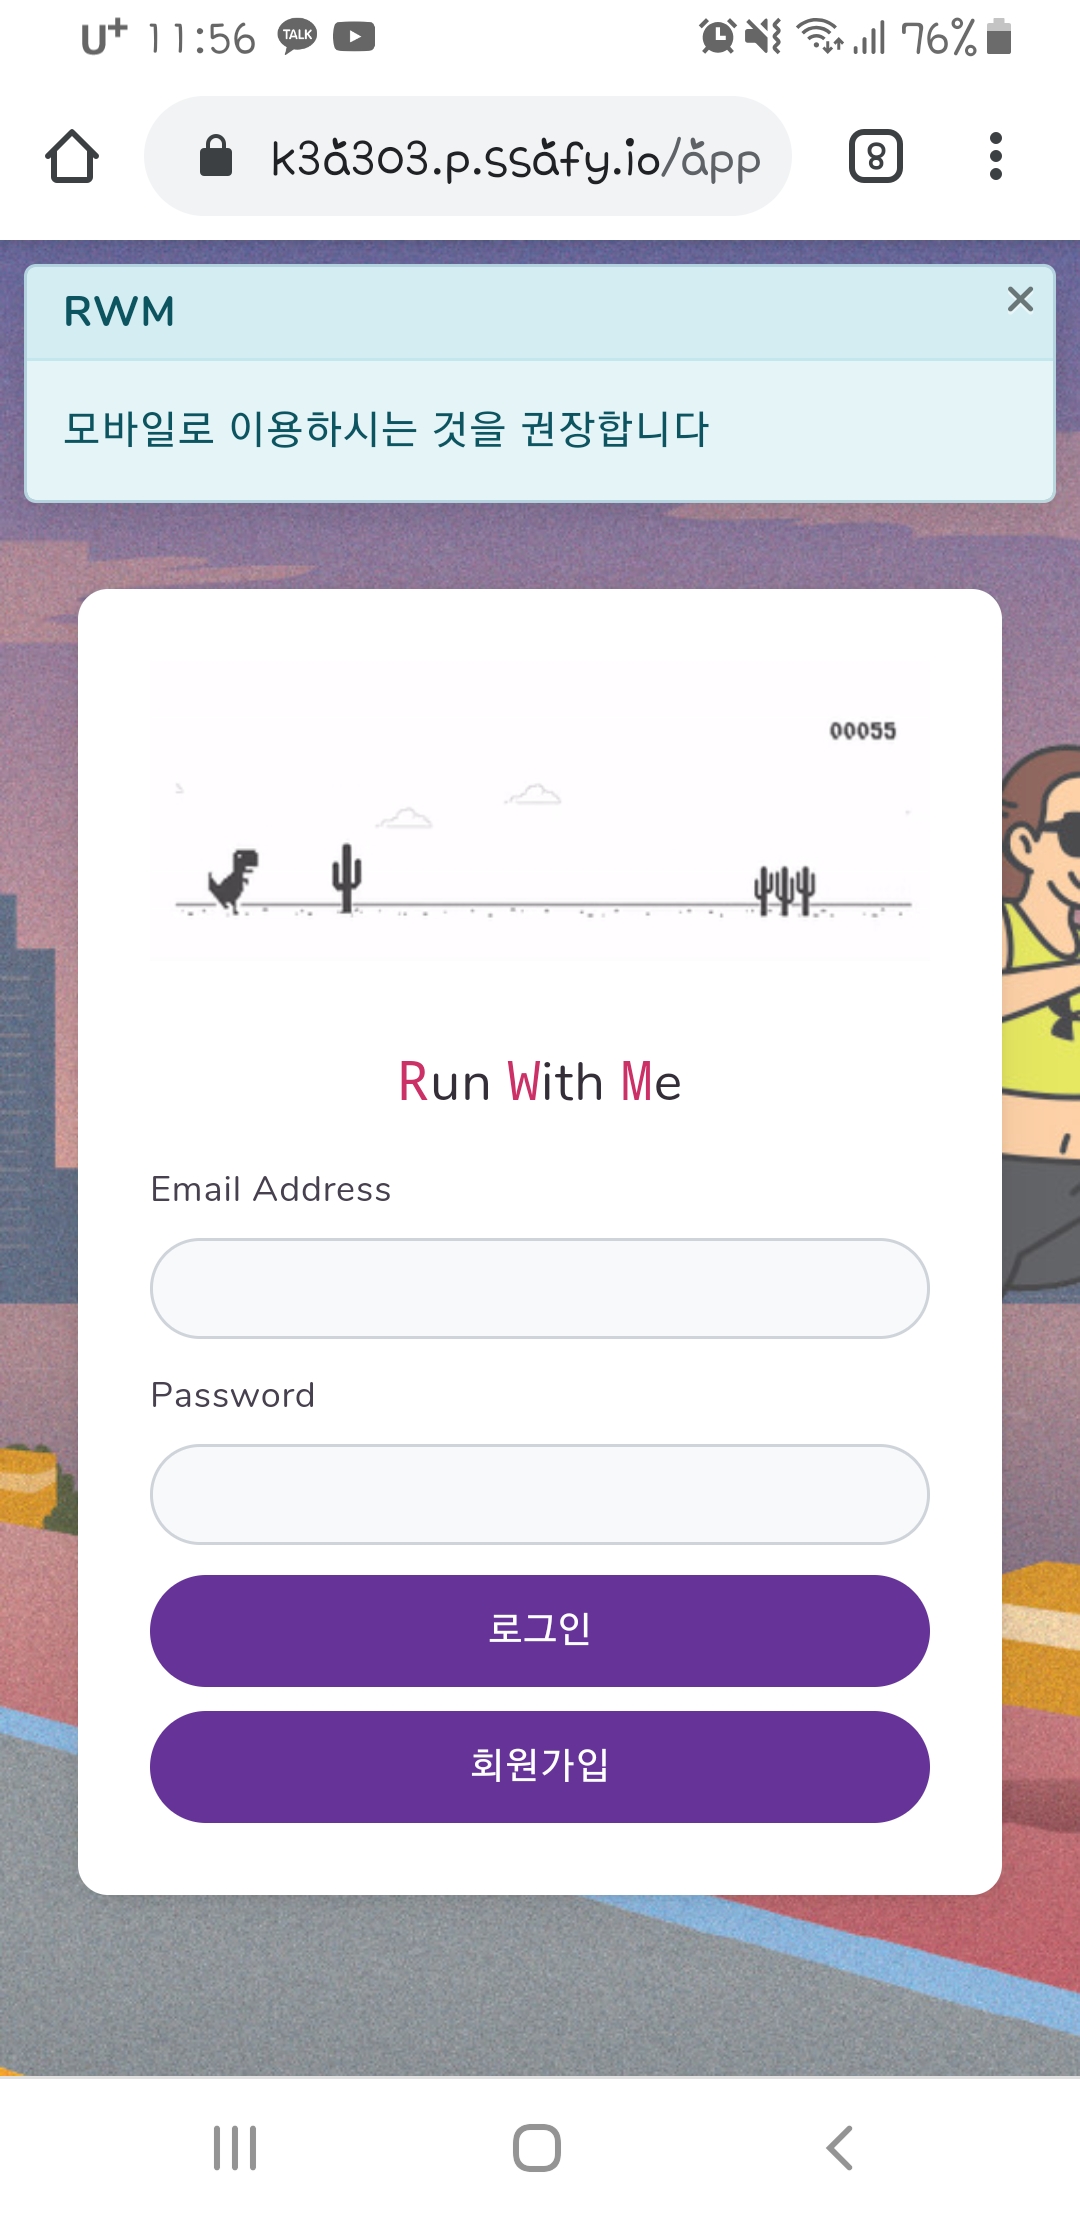 U+ 11:56 TALK 76%
k3a303.p.ssafy.io/app 8
RWM
모바일로 이용하시는 것을 권장합니다
00055
Run With Me
Email Address
Password
로그인
회원가입